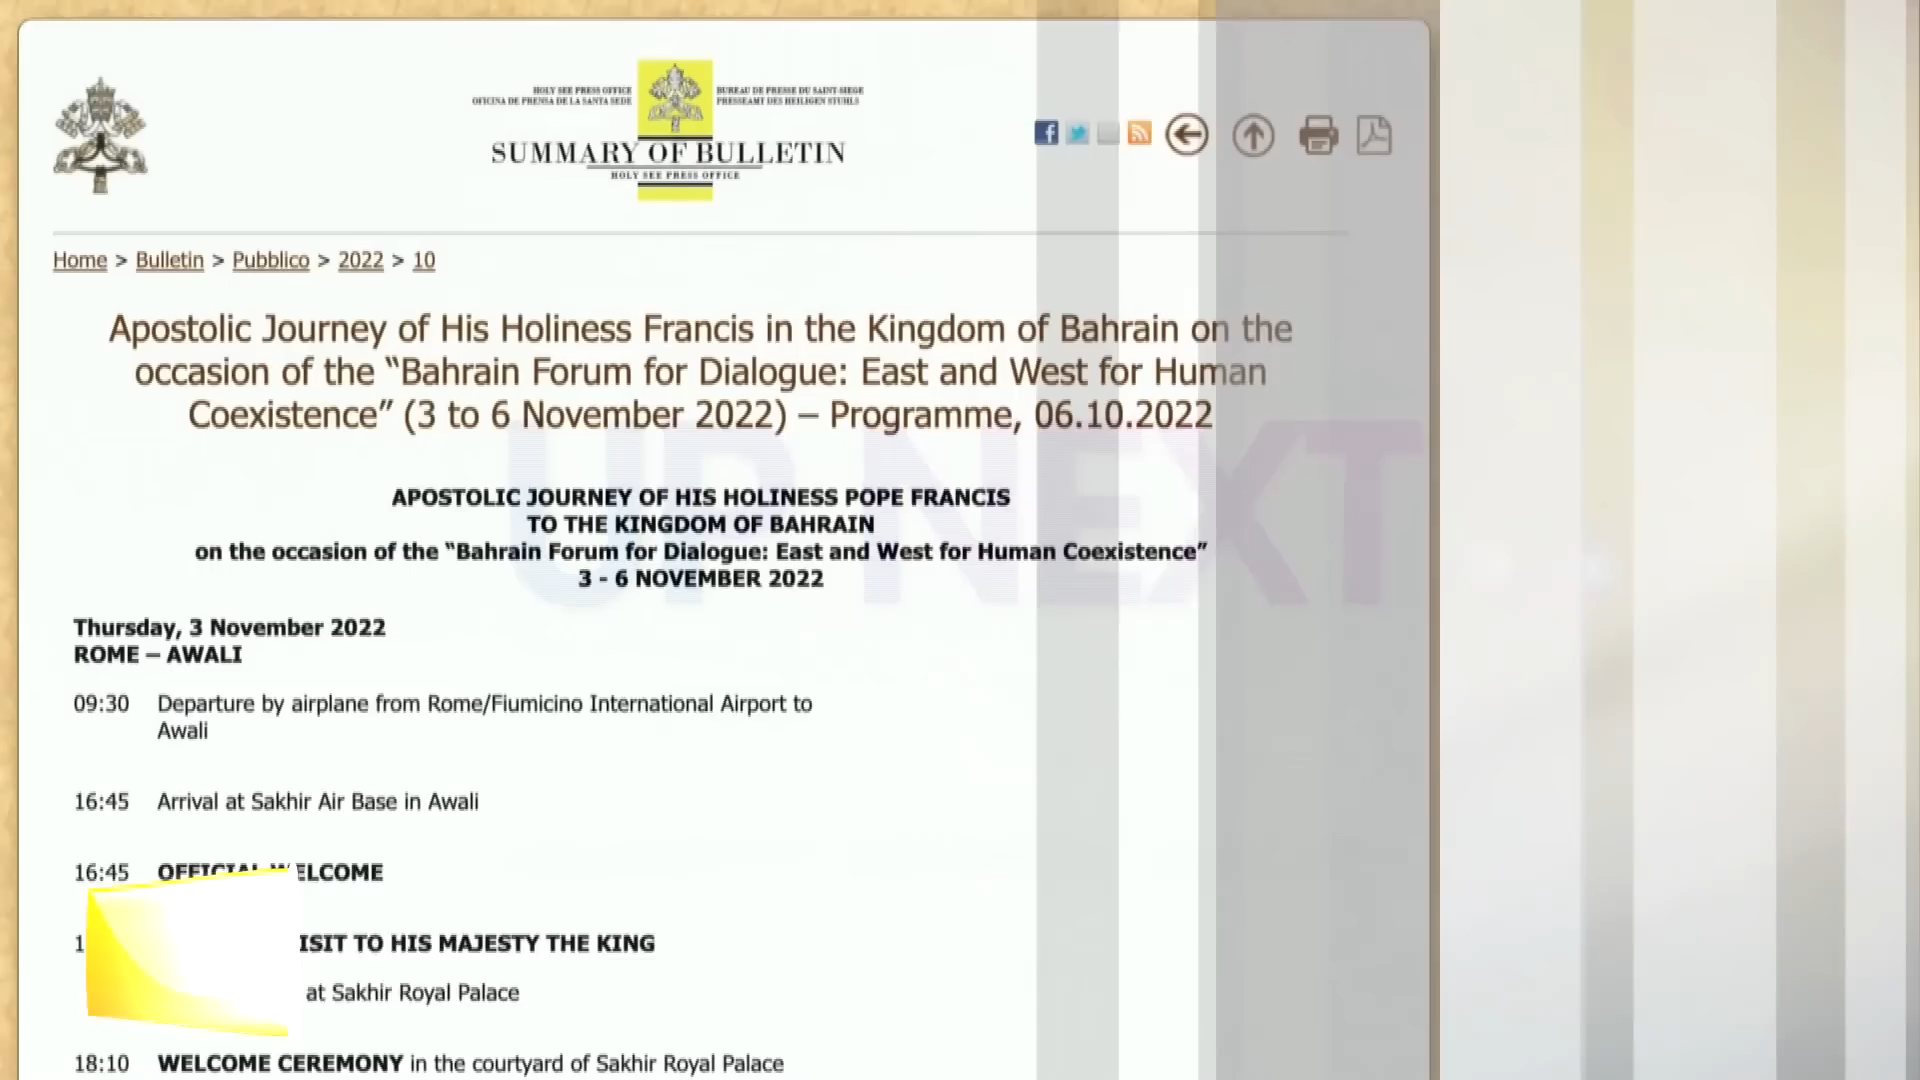 HOLY SEE PRESS OFFICE
OFICINA DE PRENSA DE LA SANTA SEDE
BUREAU DE PRESSE DU SAINT-SIEGE
PRESSEAMT DES HEILIGEN STUHLS
SUMMARY OF BULLETIN
HOLY SEE PRESS OFFICE
Home > Bulletin > Pubblico > 2022 > 10
Apostolic Journey of His Holiness Francis in the Kingdom of Bahrain on the
occasion of the “Bahrain Forum for Dialogue: East and West for Human
Coexistence” (3 to 6 November 2022) – Programme, 06.10.2022
UP NEXT
APOSTOLIC JOURNEY OF HIS HOLINESS POPE FRANCIS
TO THE KINGDOM OF BAHRAIN
on the occasion of the “Bahrain Forum for Dialogue: East and West for Human Coexistence”
3 - 6 NOVEMBER 2022
Thursday, 3 November 2022
ROME – AWALI
09:30 Departure by airplane from Rome/Fiumicino International Airport to
Awali
16:45 Arrival at Sakhir Air Base in Awali
16:45 OFFICIAL WELCOME
TO HIS MAJESTY THE KING
at Sakhir Royal Palace
18:10 WELCOME CEREMONY in the courtyard of Sakhir Royal Palace